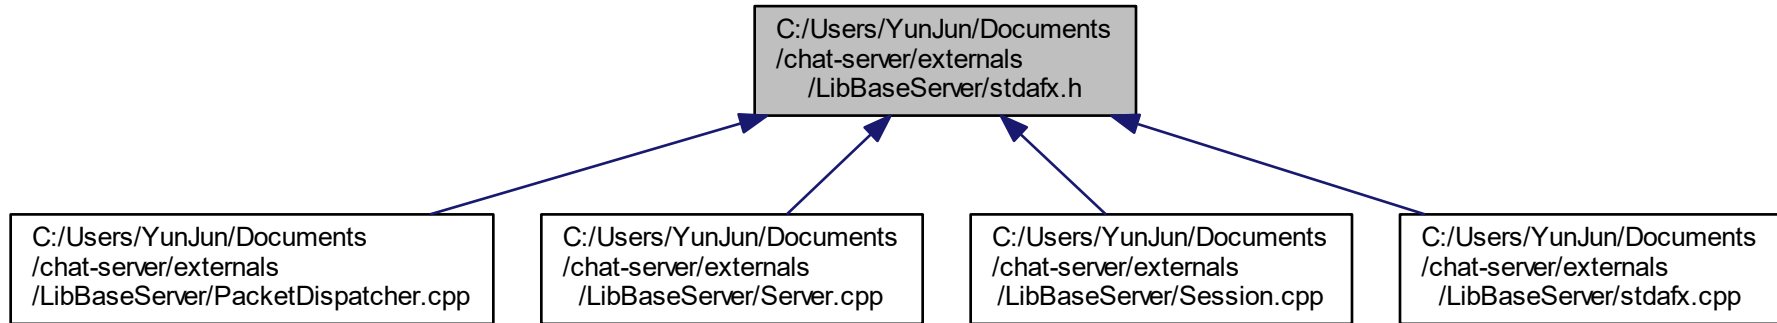 C:/Users/YunJun/Documents
/chat-server/externals
/LibBaseServer/stdafx.h
C:/Users/YunJun/Documents
/chat-server/externals
/LibBaseServer/PacketDispatcher.cpp
C:/Users/YunJun/Documents
/chat-server/externals
/LibBaseServer/Server.cpp
C:/Users/YunJun/Documents
/chat-server/externals
/LibBaseServer/Session.cpp
C:/Users/YunJun/Documents
/chat-server/externals
/LibBaseServer/stdafx.cpp